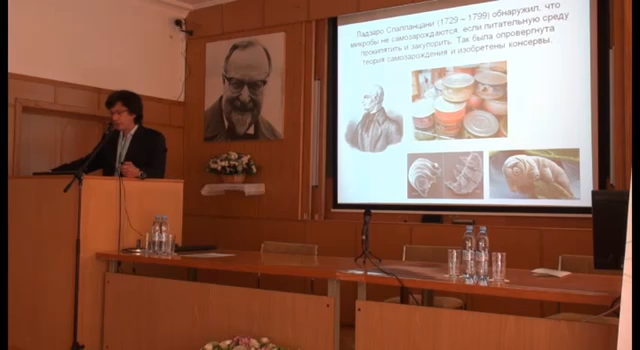 Ладзаро Спалланцани (1729 – 1799) обнаружил, что
микробы не самозарождаются, если питательную среду
прокипятить и закупорить. Так была опровергнута
теория самозарождения и изобретены консервы.